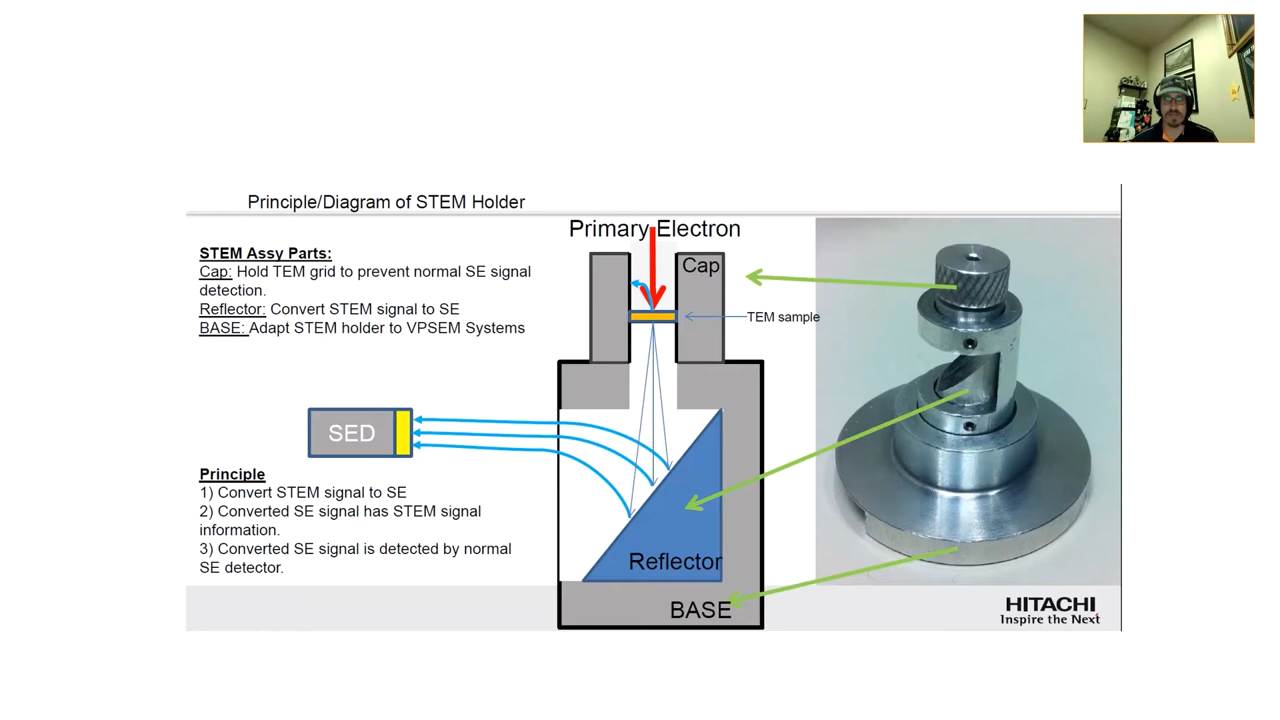 Principle/Diagram of STEM Holder
STEM Assy Parts:
Cap: Hold TEM grid to prevent normal SE signal
detection.
Reflector: Convert STEM signal to SE
BASE: Adapt STEM holder to VPSEM Systems
Primary Electron
Cap
TEM sample
SED
Principle
1) Convert STEM signal to SE
2) Converted SE signal has STEM signal
information.
3) Converted SE signal is detected by normal
SE detector.
Reflector
BASE
HITACHI
Inspire the Next